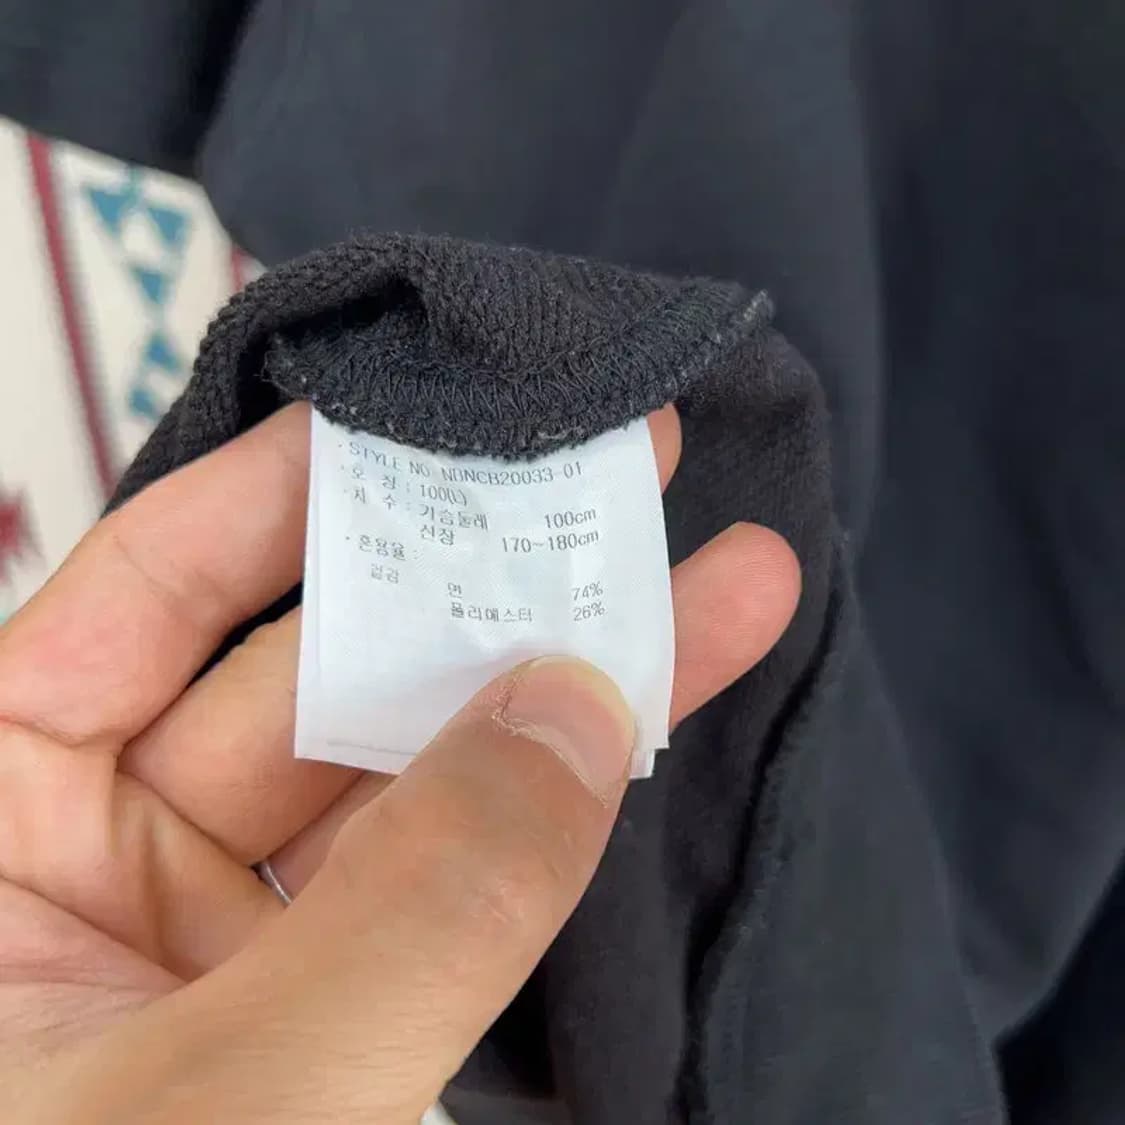 · STYLE NO NBNCB20033-01
· 호 칭 : 100(L)
· 치 수 : 가슴둘레 100cm
신장 170~180cm
· 혼용율 :
겉감
면 74%
폴리에스터 26%